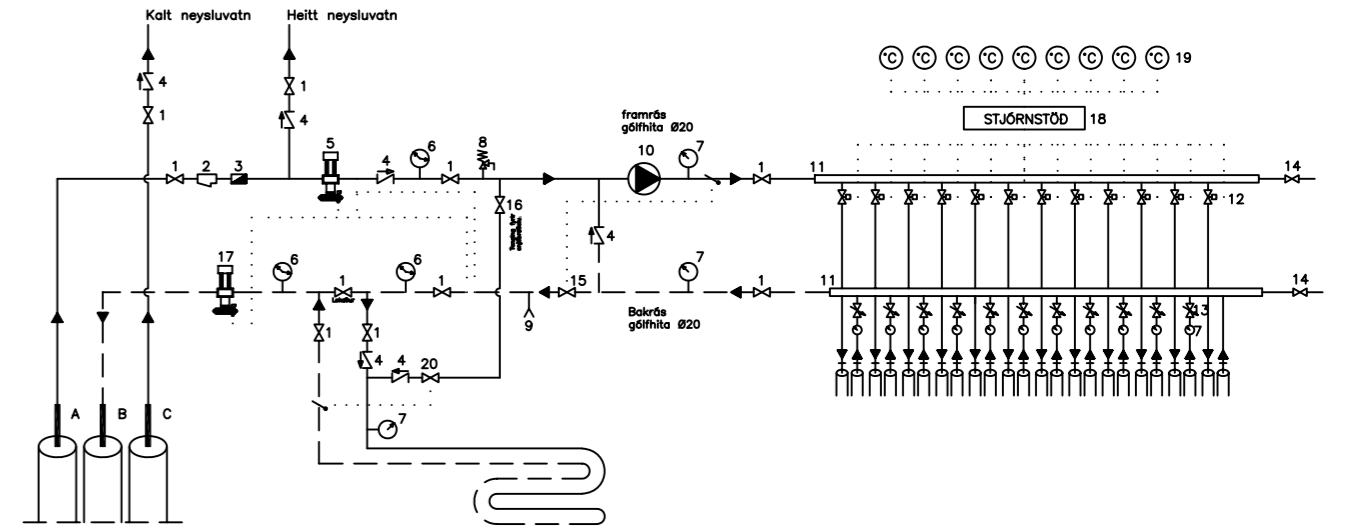 Kalt neysluvatn
Heitt neysluvatn
4
1
1
4
°C °C °C °C °C °C °C °C °C 19
STJÓRNSTÖÐ 18
framrás
gólfhita Ø20
1 2 3 5 4 6 1 8 10 7 1 11 14
16
12
4
17 6 1 6 1 15 7 1 11 14
Bakrás
gólfhita Ø20
9
13
7
1 1
4 4 20
A B C
7